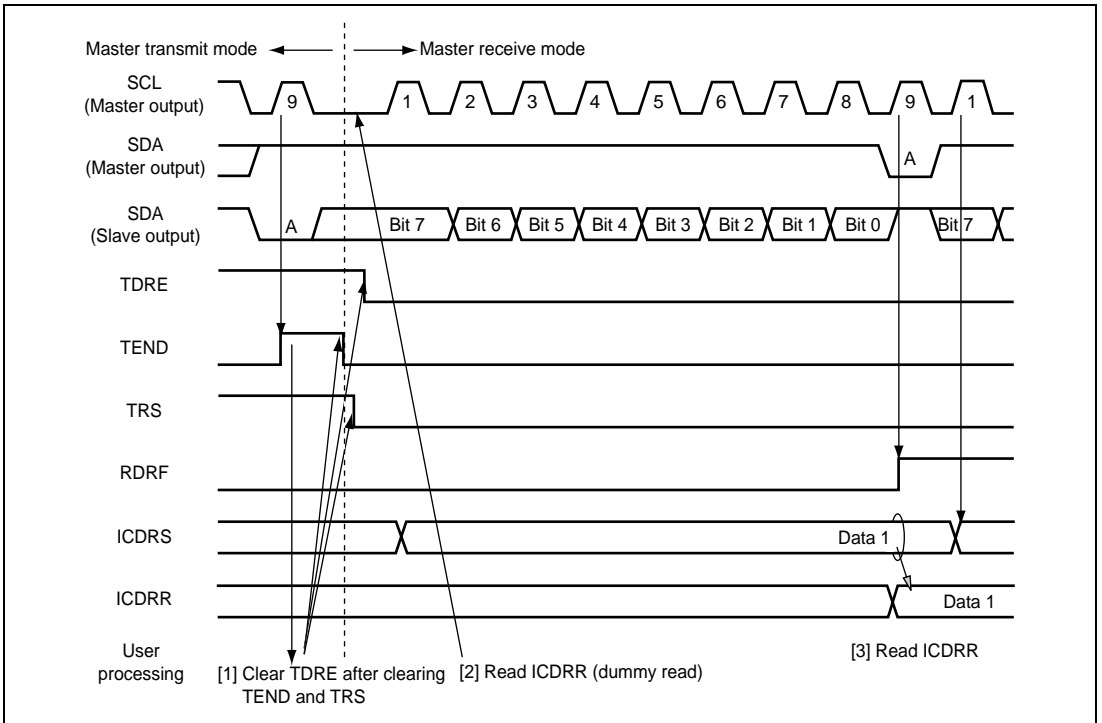 Master transmit mode
Master receive mode
SCL
(Master output)
9
1
2
3
4
5
6
7
8
9
1
SDA
(Master output)
A
SDA
(Slave output)
A
Bit 7
Bit 6
Bit 5
Bit 4
Bit 3
Bit 2
Bit 1
Bit 0
Bit 7
TDRE
TEND
TRS
RDRF
ICDRS
Data 1
ICDRR
Data 1
User
processing
[1] Clear TDRE after clearing
TEND and TRS
[2] Read ICDRR (dummy read)
[3] Read ICDRR